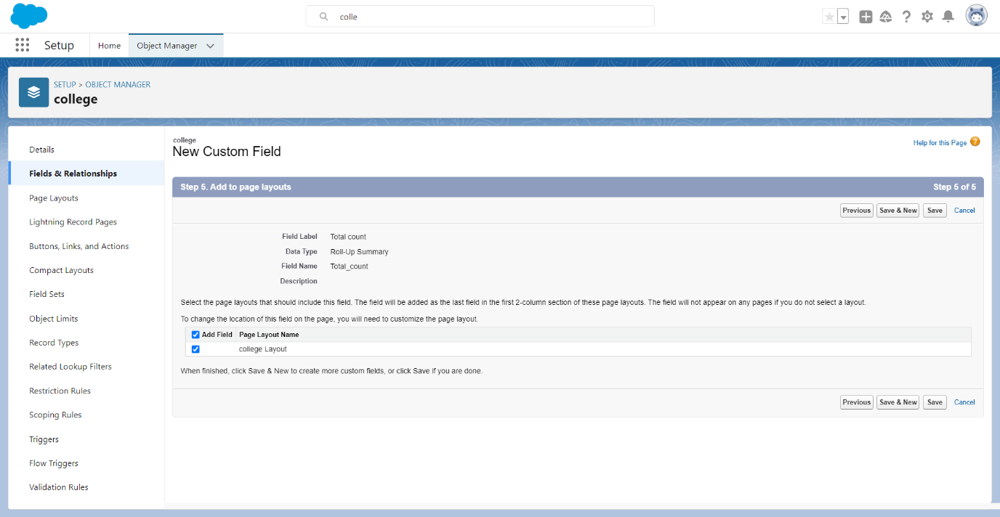 colle
Setup
Home
Object Manager
SETUP > OBJECT MANAGER
college
Details
Fields & Relationships
Page Layouts
Lightning Record Pages
Buttons, Links, and Actions
Compact Layouts
Field Sets
Object Limits
Record Types
Related Lookup Filters
Restriction Rules
Scoping Rules
Triggers
Flow Triggers
Validation Rules
college
New Custom Field
Help for this Page ?
Step 5. Add to page layouts Step 5 of 5
Previous Save & New Save Cancel
Field Label Total count
Data Type Roll-Up Summary
Field Name Total_count
Description
Select the page layouts that should include this field. The field will be added as the last field in the first 2-column section of these page layouts. The field will not appear on any pages if you do not select a layout.
To change the location of this field on the page, you will need to customize the page layout.
Add Field Page Layout Name
college Layout
When finished, click Save & New to create more custom fields, or click Save if you are done.
Previous Save & New Save Cancel